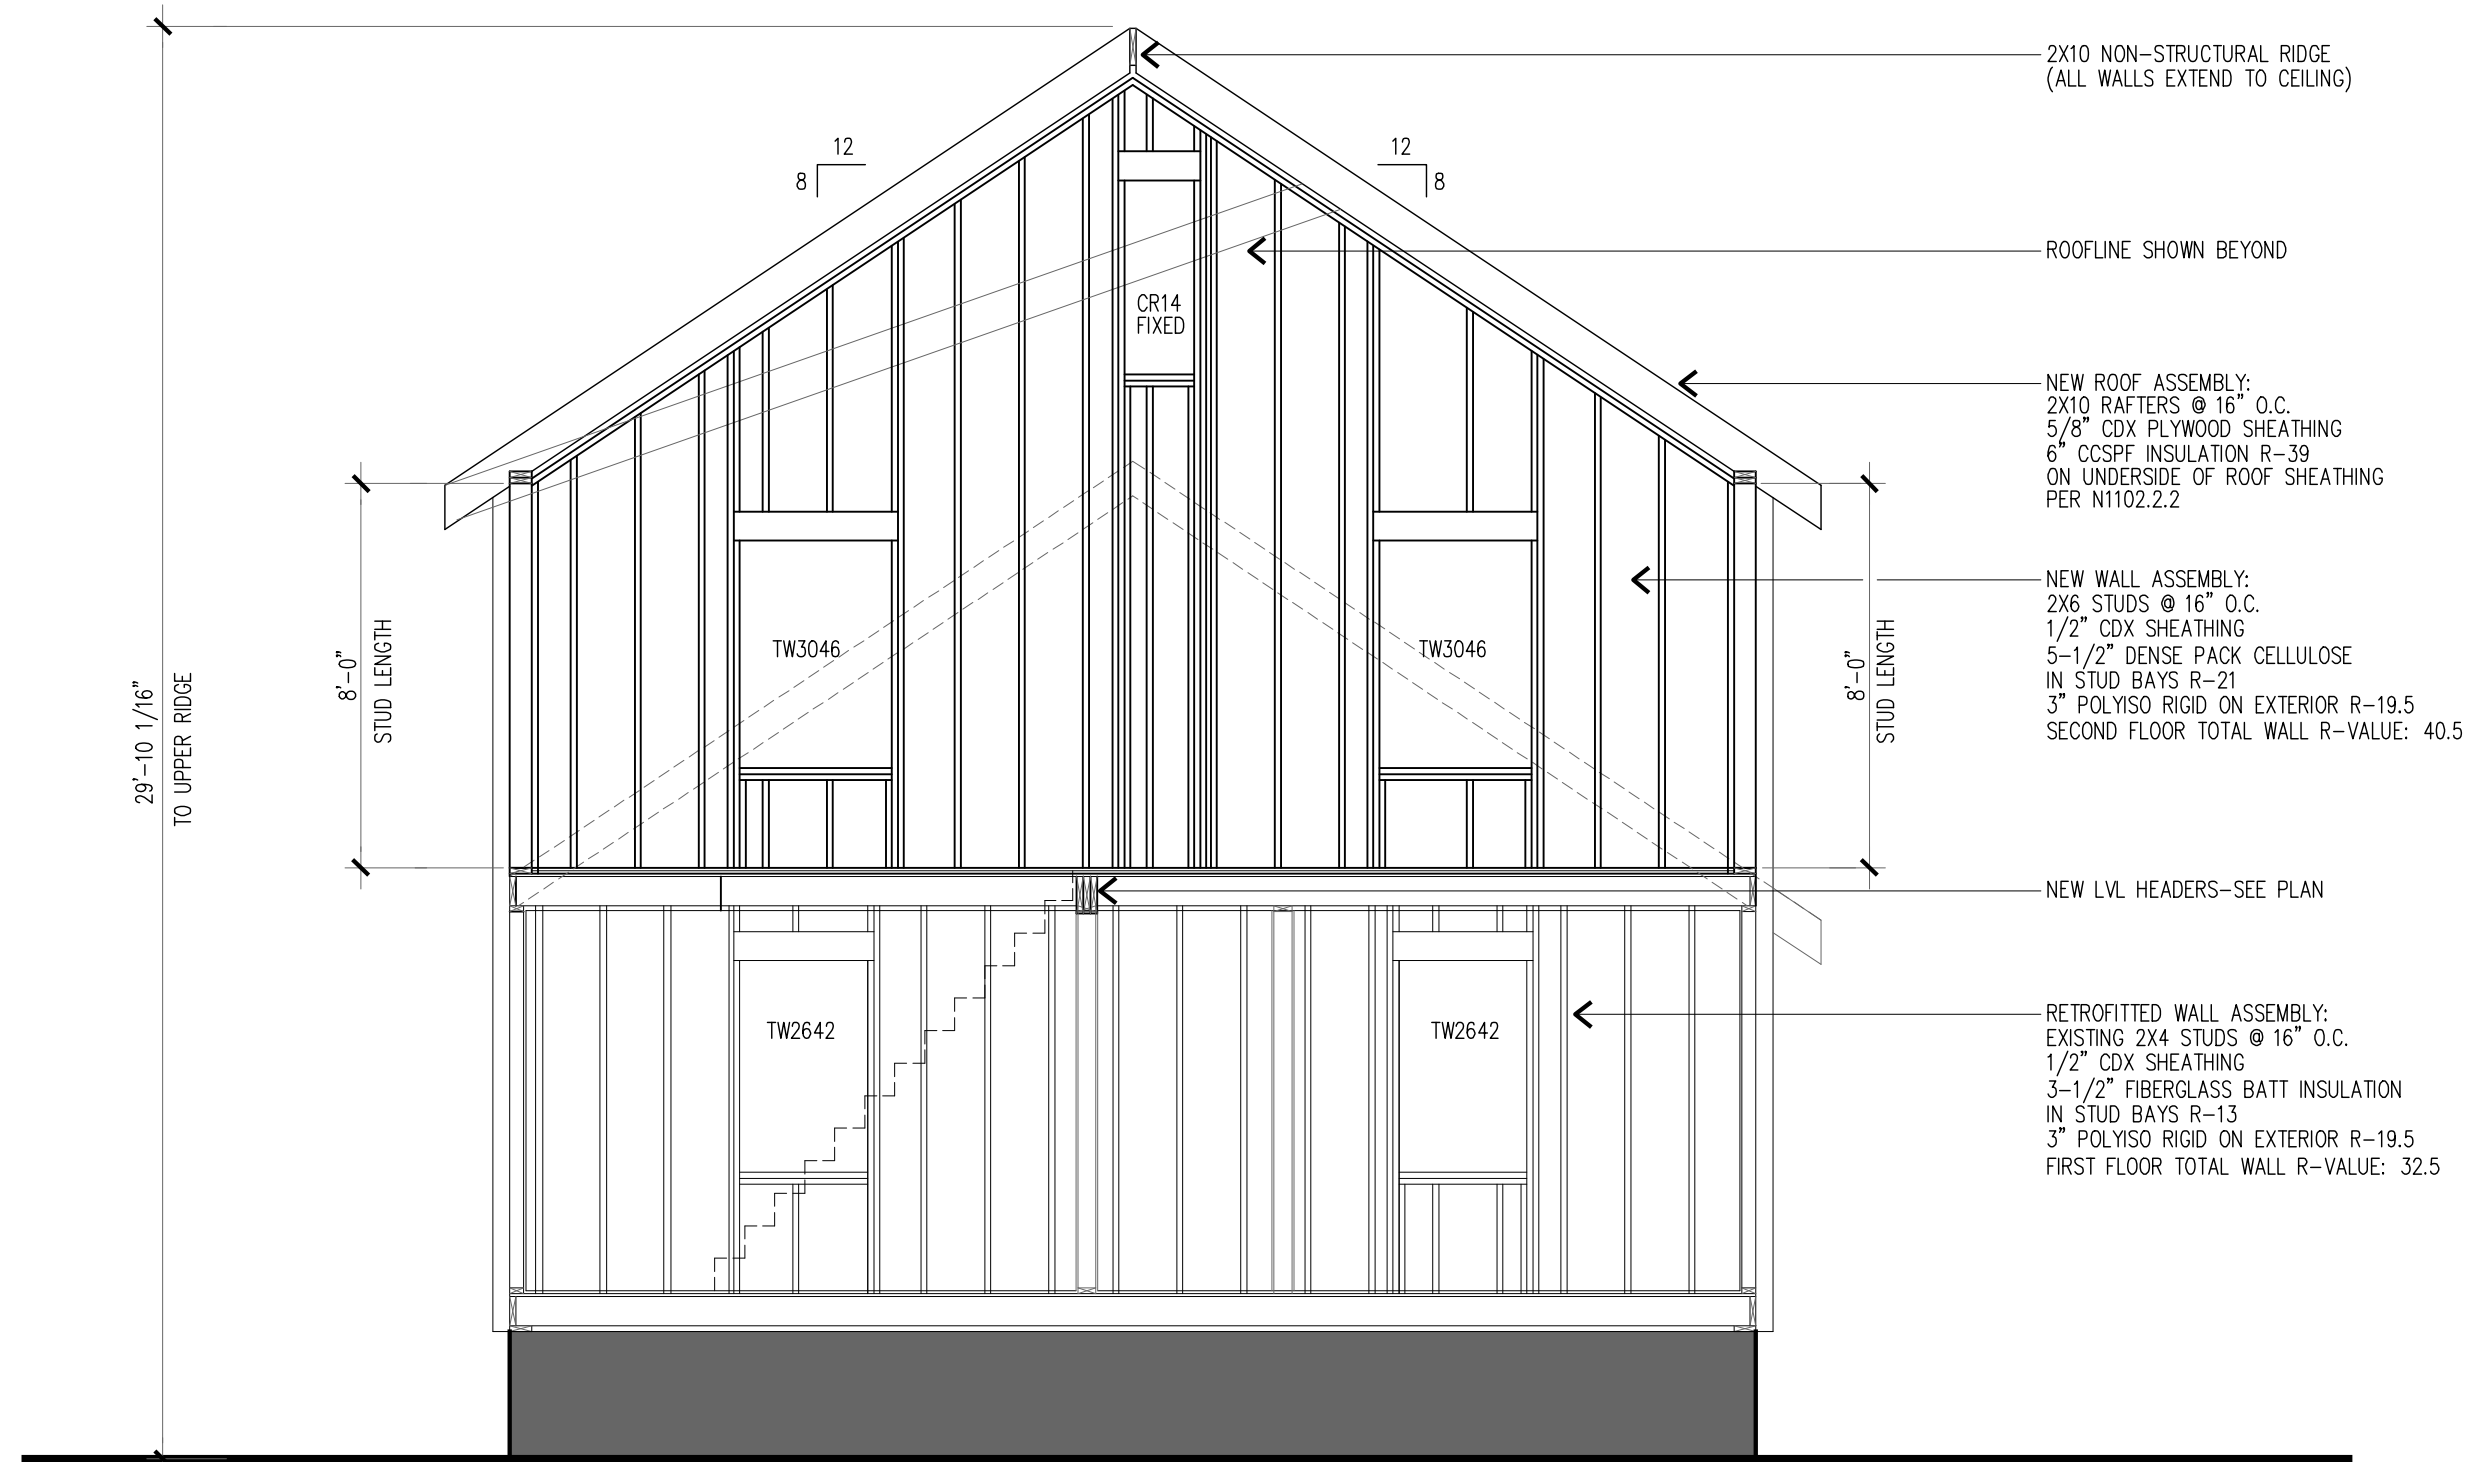 2X10 NON-STRUCTURAL RIDGE
(ALL WALLS EXTEND TO CEILING)
12
8
12
8
ROOFLINE SHOWN BEYOND
CR14
FIXED
NEW ROOF ASSEMBLY:
2X10 RAFTERS @ 16" O.C.
5/8" CDX PLYWOOD SHEATHING
6" CCSPF INSULATION R-39
ON UNDERSIDE OF ROOF SHEATHING
PER N1102.2.2
29'-10 1/16"
TO UPPER RIDGE
8'-0"
STUD LENGTH
TW3046
TW3046
8'-0"
STUD LENGTH
NEW WALL ASSEMBLY:
2X6 STUDS @ 16" O.C.
1/2" CDX SHEATHING
5-1/2" DENSE PACK CELLULOSE
IN STUD BAYS R-21
3" POLYISO RIGID ON EXTERIOR R-19.5
SECOND FLOOR TOTAL WALL R-VALUE: 40.5
NEW LVL HEADERS-SEE PLAN
TW2642
TW2642
RETROFITTED WALL ASSEMBLY:
EXISTING 2X4 STUDS @ 16" O.C.
1/2" CDX SHEATHING
3-1/2" FIBERGLASS BATT INSULATION
IN STUD BAYS R-13
3" POLYISO RIGID ON EXTERIOR R-19.5
FIRST FLOOR TOTAL WALL R-VALUE: 32.5